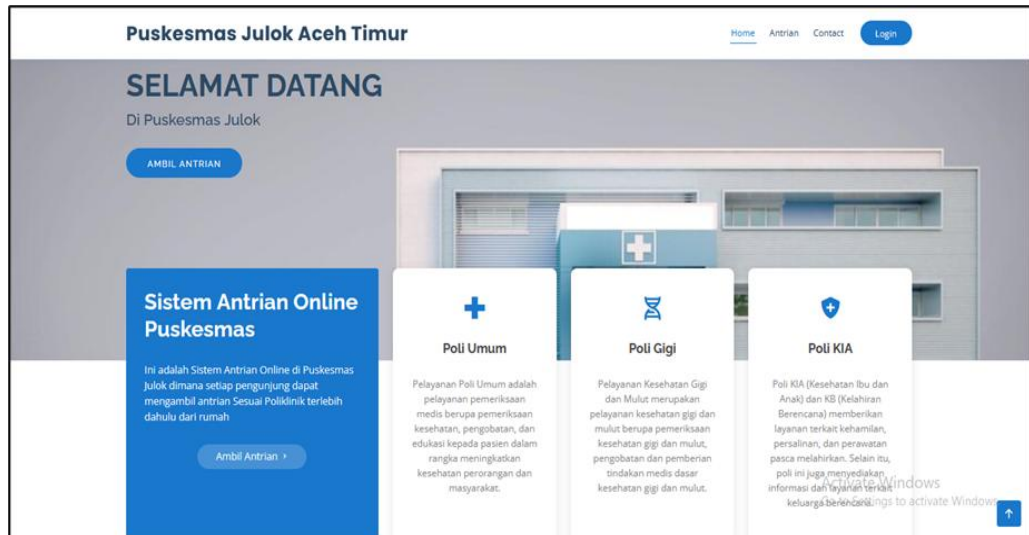 Puskesmas Julok Aceh Timur
Home
Antrian
Contact
Login
SELAMAT DATANG
Di Puskesmas Julok
AMBIL ANTRIAN
Sistem Antrian Online
Puskesmas
Ini adalah Sistem Antrian Online di Puskesmas
Julok dimana setiap pengunjung dapat
mengambil antrian Sesuai Poliklinik terlebih
dahulu dari rumah
Ambil Antrian
Poli Umum
Pelayanan Poli Umum adalah
pelayanan pemeriksaan
medis berupa pemeriksaan
kesehatan, pengobatan, dan
edukasi kepada pasien dalam
rangka meningkatkan
kesehatan perorangan dan
masyarakat.
Poli Gigi
Pelayanan Kesehatan Gigi
dan Mulut merupakan
pelayanan kesehatan gigi dan
mulut berupa pemeriksaan
kesehatan gigi dan mulut,
pengobatan dan pemberian
tindakan medis dasar
kesehatan gigi dan mulut.
Poli KIA
Poli KIA (Kesehatan Ibu dan
Anak) dan KB (Kelahiran
Berencana) memberikan
layanan terkait kehamilan,
persalinan, dan perawatan
pasca melahirkan. Selain itu,
poli ini juga menyediakan
informasi dan layanan terkait
keluarga berencana.
Activate Windows
Go to Settings to activate Windows.